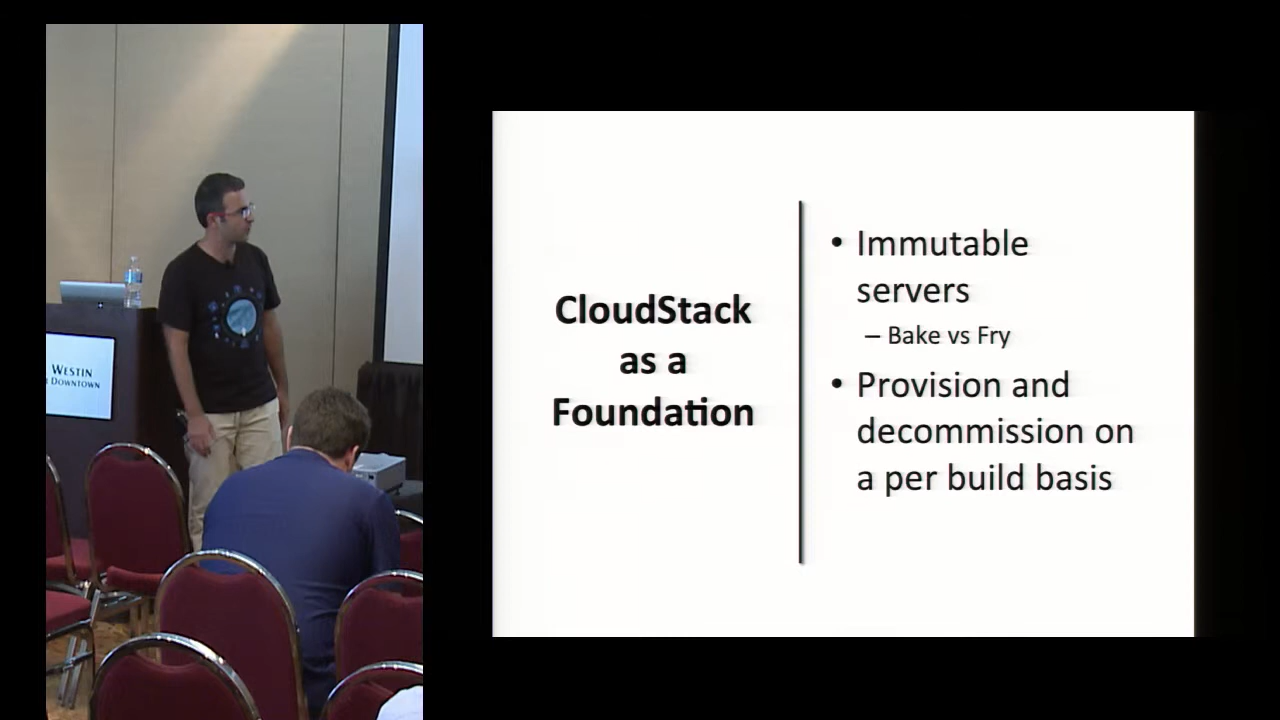 WESTIN
DOWNTOWN
CloudStack
as a
Foundation
• Immutable
servers
– Bake vs Fry
• Provision and
decommission on
a per build basis